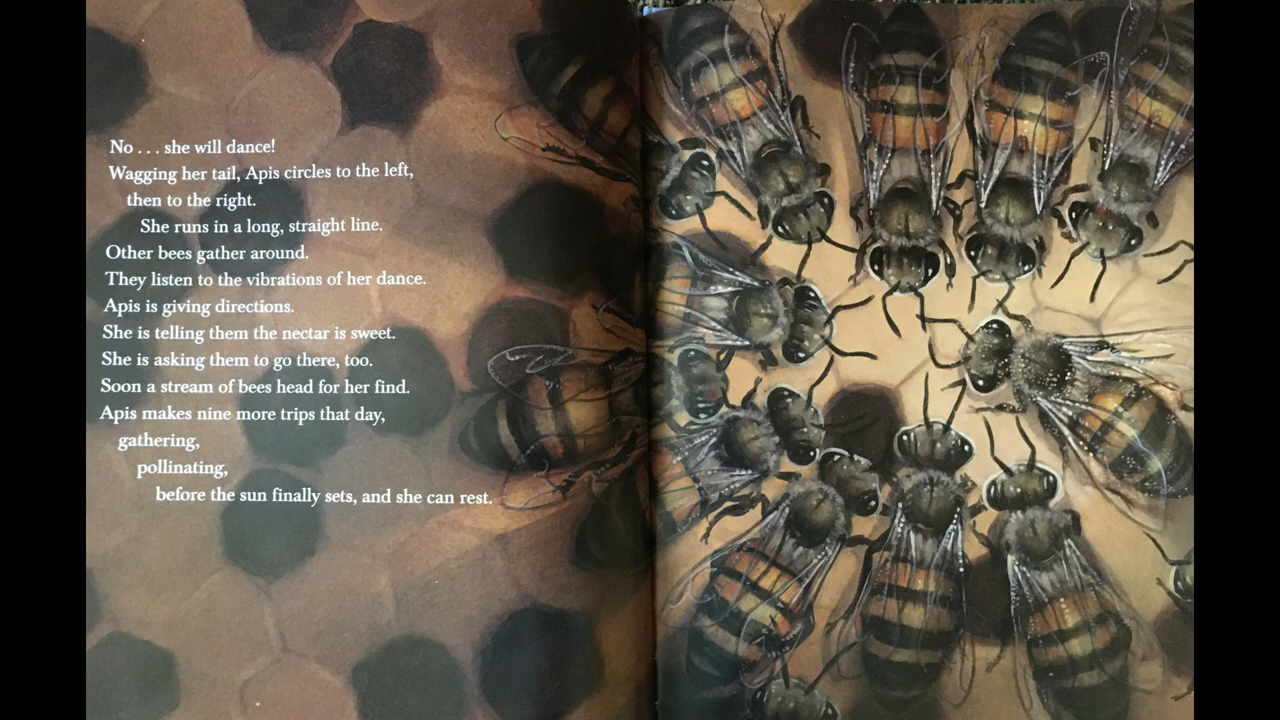 No . . . she will dance!
Wagging her tail, Apis circles to the left,
then to the right.
She runs in a long, straight line.
Other bees gather around.
They listen to the vibrations of her dance.
Apis is giving directions.
She is telling them the nectar is sweet.
She is asking them to go there, too.
Soon a stream of bees head for her find.
Apis makes nine more trips that day,
gathering,
pollinating,
before the sun finally sets, and she can rest.